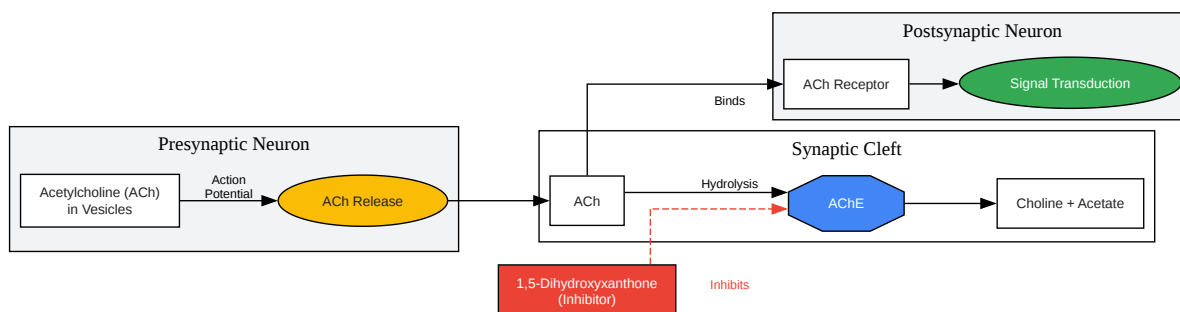 Postsynaptic Neuron
ACh Receptor
Signal Transduction
Binds
Presynaptic Neuron
Acetylcholine (ACh)
in Vesicles
Action
Potential
ACh Release
Synaptic Cleft
ACh
Hydrolysis
AChE
Choline + Acetate
1,5-Dihydroxyxanthone
(Inhibitor)
Inhibits